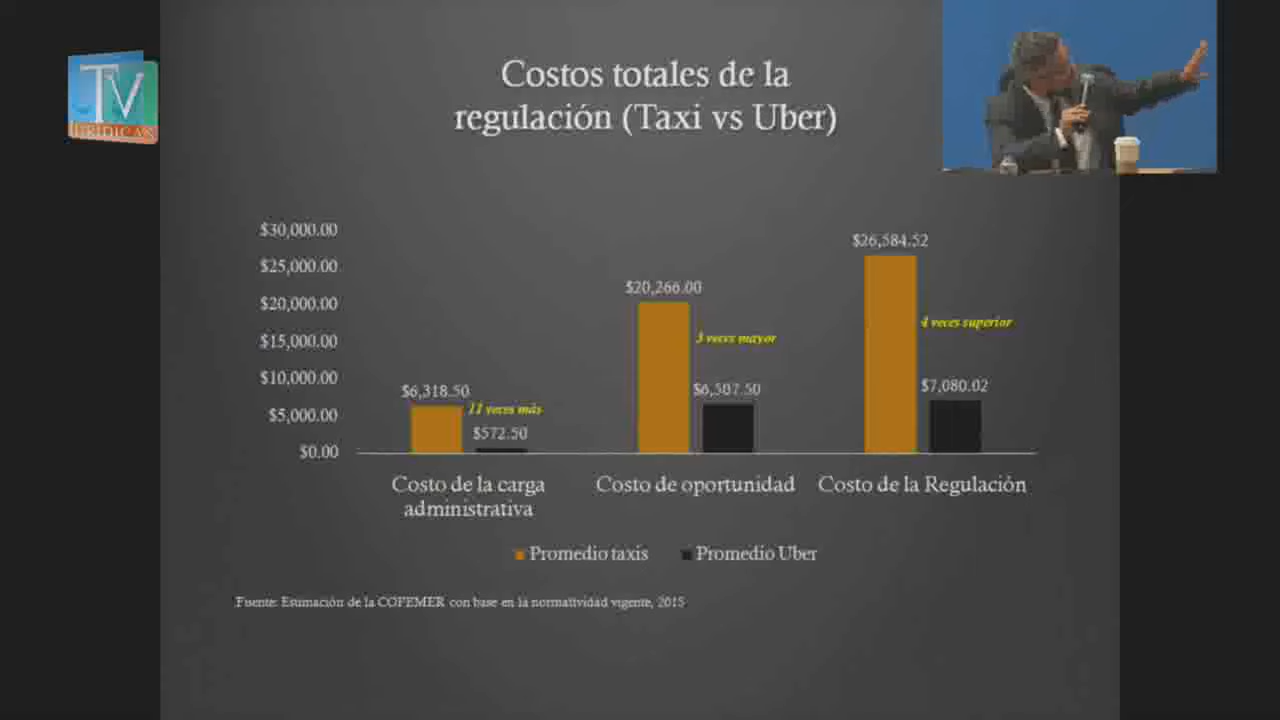 TV
JURIDICAS
Costos totales de la
regulación (Taxi vs Uber)
$30,000.00
$25,000.00
$20,000.00
$15,000.00
$10,000.00
$5,000.00
$0.00
$6,318.50
11 veces más
$572.50
$20,266.00
3 veces mayor
$6,507.50
$26,584.52
4 veces superior
$7,080.02
Costo de la carga
administrativa
Costo de oportunidad
Costo de la Regulación
Promedio taxis
Promedio Uber
Fuente: Estimación de la COFEMER con base en la normatividad vigente, 2015